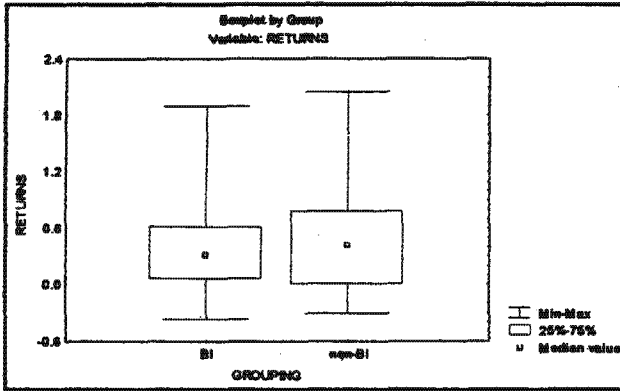 Boxplot by Group
Variable: RETURNS
2.4
1.8
1.2
0.6
0.0
-0.6
RETURNS
BI
non-BI
GROUPING
Min-Max
25%-75%
Median value